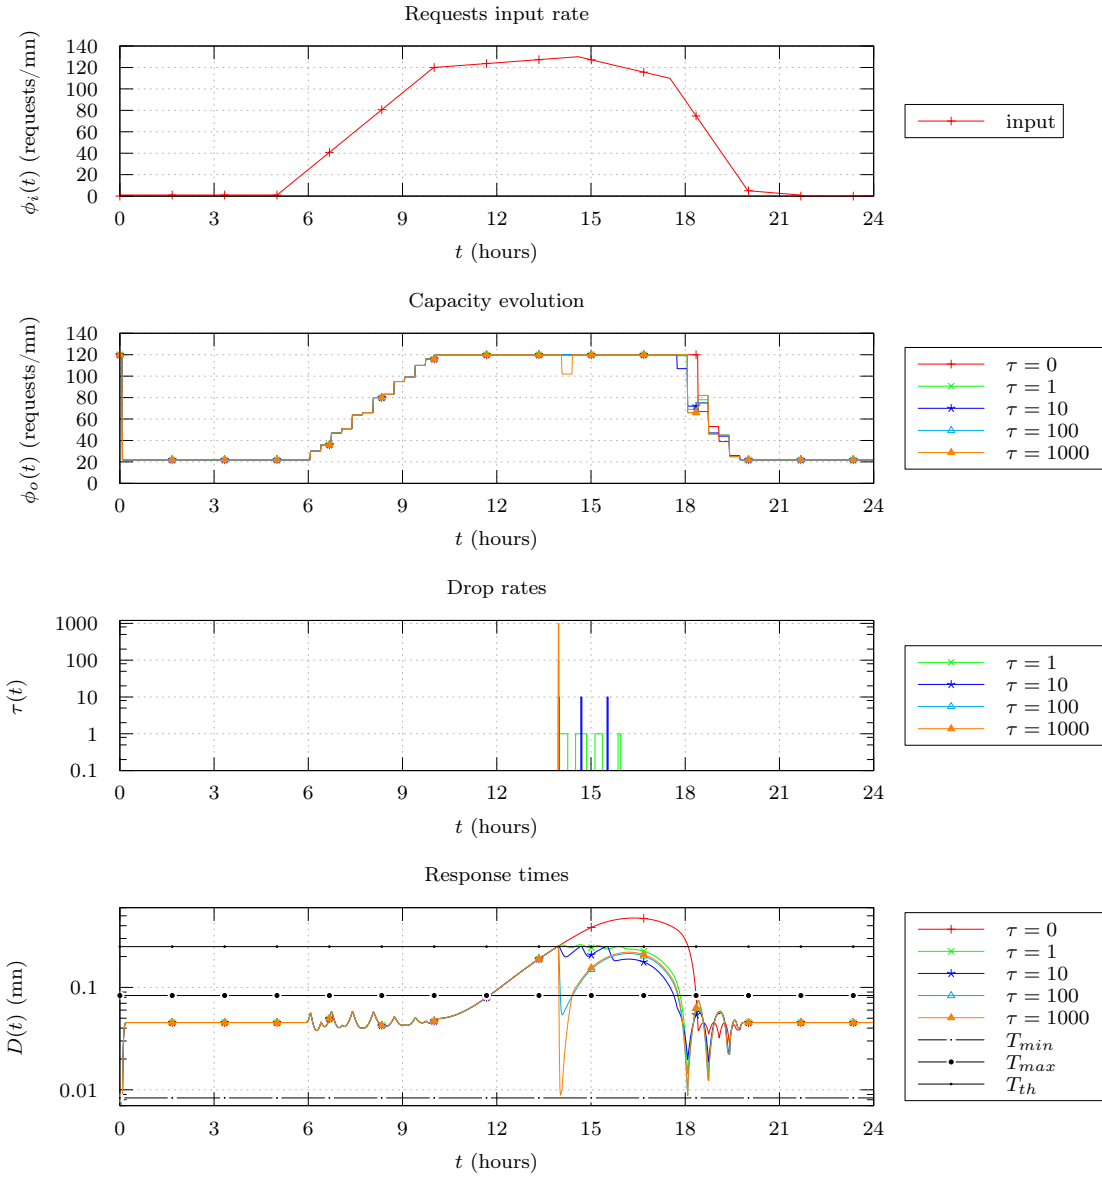 Requests input rate
ϕi(t) (requests/mn)
140
120
100
80
60
40
20
0
0 3 6 9 12 15 18 21 24
t (hours)
input
Capacity evolution
ϕo(t) (requests/mn)
140
120
100
80
60
40
20
0
0 3 6 9 12 15 18 21 24
t (hours)
τ = 0
τ = 1
τ = 10
τ = 100
τ = 1000
Drop rates
τ(t)
1000
100
10
1
0.1
0 3 6 9 12 15 18 21 24
t (hours)
τ = 1
τ = 10
τ = 100
τ = 1000
Response times
D(t) (mn)
0.1
0.01
0 3 6 9 12 15 18 21 24
t (hours)
τ = 0
τ = 1
τ = 10
τ = 100
τ = 1000
Tmin
Tmax
Tth